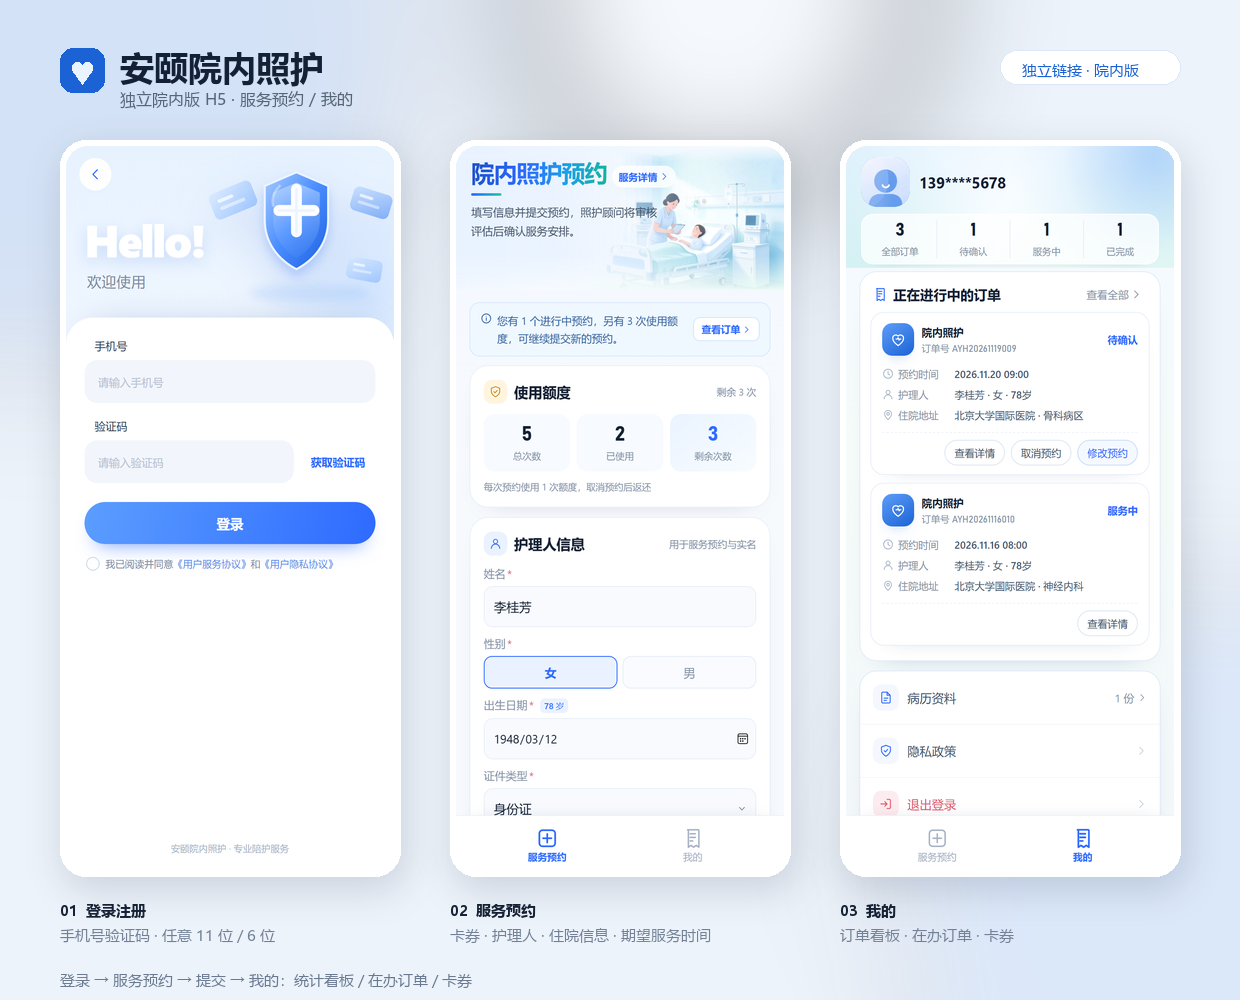 安颐院内照护
独立院内版 H5 · 服务预约 / 我的
独立链接 · 院内版
Hello!
欢迎使用
手机号
请输入手机号
验证码
请输入验证码
获取验证码
登录
我已阅读并同意《用户服务协议》和《用户隐私协议》
安颐院内照护 · 专业陪护服务
院内照护预约
服务详情
填写信息并提交预约，照护顾问将审核
评估后确认服务安排。
您有 1 个进行中预约，另有 3 次使用额
度，可继续提交新的预约。
查看订单
使用额度
剩余 3 次
5
2
3
总次数
已使用
剩余次数
每次预约使用 1 次额度，取消预约后返还
护理人信息
用于服务预约与实名
姓名*
李桂芳
性别*
女
男
出生日期*
78 岁
1948/03/12
证件类型*
身份证
服务预约
我的
139****5678
3
1
1
1
全部订单
待确认
服务中
已完成
正在进行中的订单
查看全部
院内照护
订单号 AYH20261119009
待确认
预约时间 2026.11.20 09:00
护理人 李桂芳 · 女 · 78岁
住院地址 北京大学国际医院 · 骨科病区
查看详情
取消预约
修改预约
院内照护
订单号 AYH20261116010
服务中
预约时间 2026.11.16 08:00
护理人 李桂芳 · 女 · 78岁
住院地址 北京大学国际医院 · 神经内科
查看详情
病历资料
1 份
隐私政策
退出登录
服务预约
我的
01 登录注册
手机号验证码 · 任意 11 位 / 6 位
02 服务预约
卡券 · 护理人 · 住院信息 · 期望服务时间
03 我的
订单看板 · 在办订单 · 卡券
登录 → 服务预约 → 提交 → 我的：统计看板 / 在办订单 / 卡券